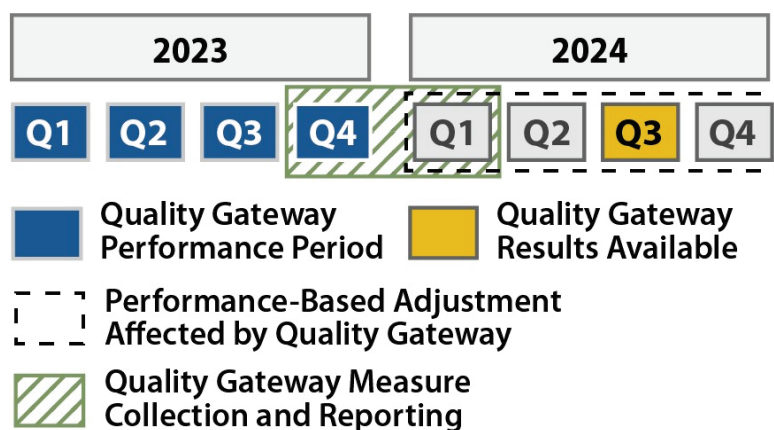 2023 2024
Q1 Q2 Q3 Q4 Q1 Q2 Q3 Q4
Quality Gateway
Performance Period
Quality Gateway
Results Available
Performance-Based Adjustment
Affected by Quality Gateway
Quality Gateway Measure
Collection and Reporting